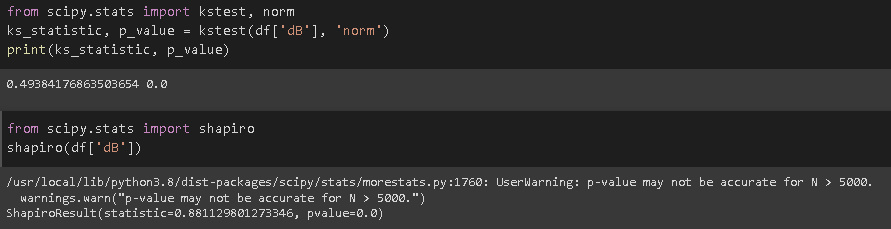 from scipy.stats import kstest, norm
ks_statistic, p_value = kstest(df['dB'], 'norm')
print(ks_statistic, p_value)
0.49384176863503654 0.0
from scipy.stats import shapiro
shapiro(df['dB'])
/usr/local/lib/python3.8/dist-packages/scipy/stats/morestats.py:1760: UserWarning: p-value may not be accurate for N > 5000.
  warnings.warn("p-value may not be accurate for N > 5000.")
ShapiroResult(statistic=0.881129801273346, pvalue=0.0)